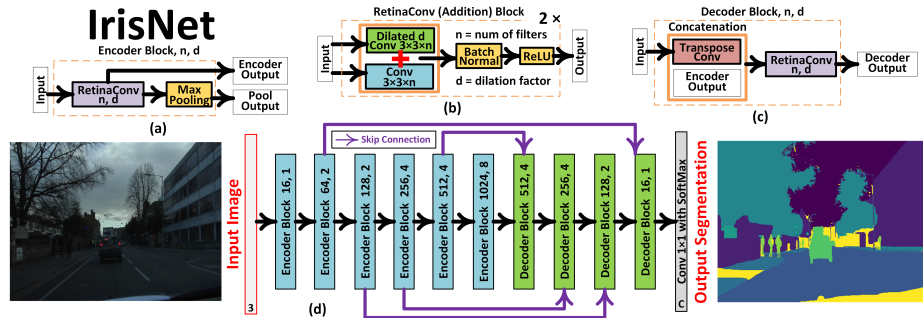 IrisNet
Encoder Block, n, d
Input
RetinaConv
n, d
Max
Pooling
Encoder
Output
Pool
Output
(a)
RetinaConv (Addition) Block
2 ×
Input
Dilated d
Conv 3×3×n
+
Conv
3×3×n
n = num of filters
Batch
Normal
ReLU
Output
d = dilation factor
(b)
Decoder Block, n, d
Concatenation
Input
Transpose
Conv
Encoder
Output
RetinaConv
n, d
Decoder
Output
(c)
Skip Connection
Input Image
3
Encoder Block 16, 1
Encoder Block 64, 2
Encoder Block 128, 2
Encoder Block 256, 4
Encoder Block 512, 4
Encoder Block 1024, 8
Decoder Block 512, 4
Decoder Block 256, 4
Decoder Block 128, 2
Decoder Block 16, 1
Conv 1×1 with SoftMax
C
Output Segmentation
(d)